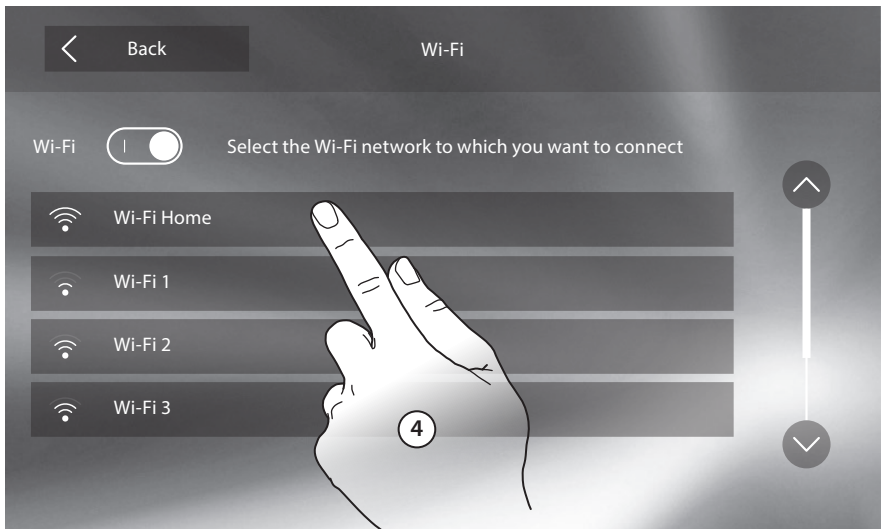 Back
Wi-Fi
Wi-Fi
Select the Wi-Fi network to which you want to connect
Wi-Fi Home
Wi-Fi 1
Wi-Fi 2
Wi-Fi 3
4